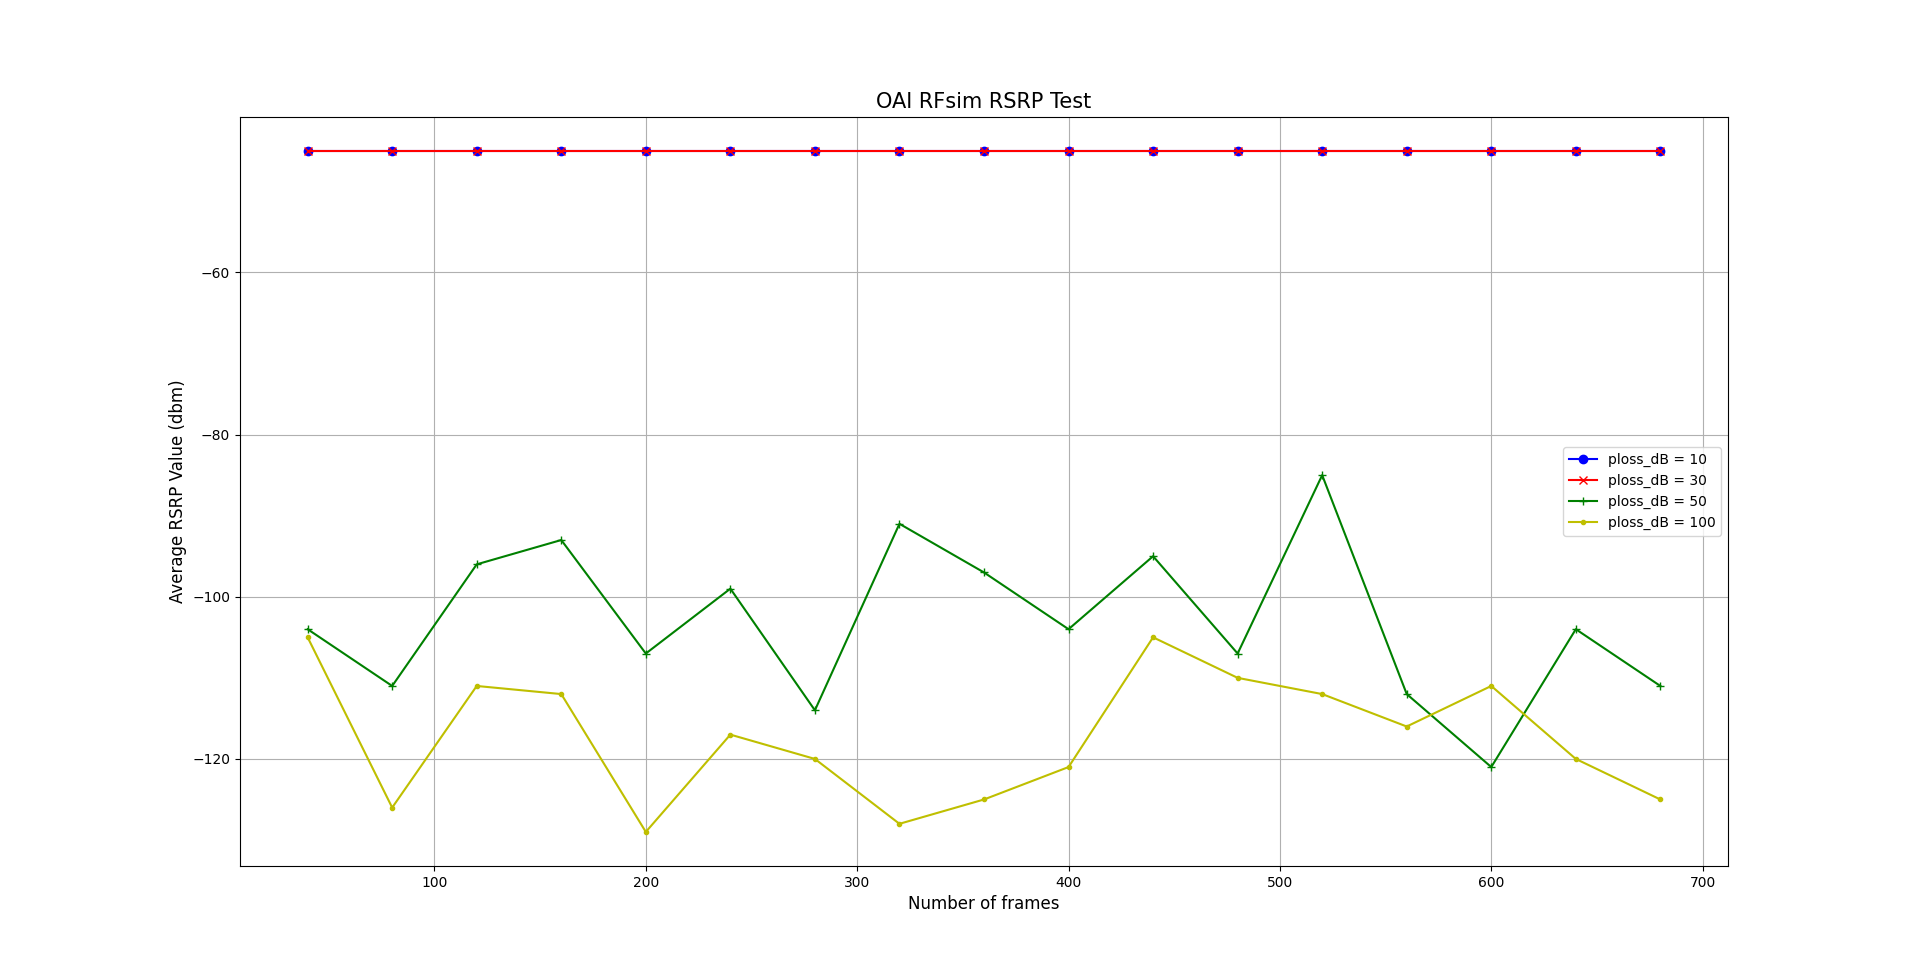 OAI RFsim RSRP Test
Average RSRP Value (dbm)
−60
−80
−100
−120
ploss_dB = 10
ploss_dB = 30
ploss_dB = 50
ploss_dB = 100
100 200 300 400 500 600 700
Number of frames